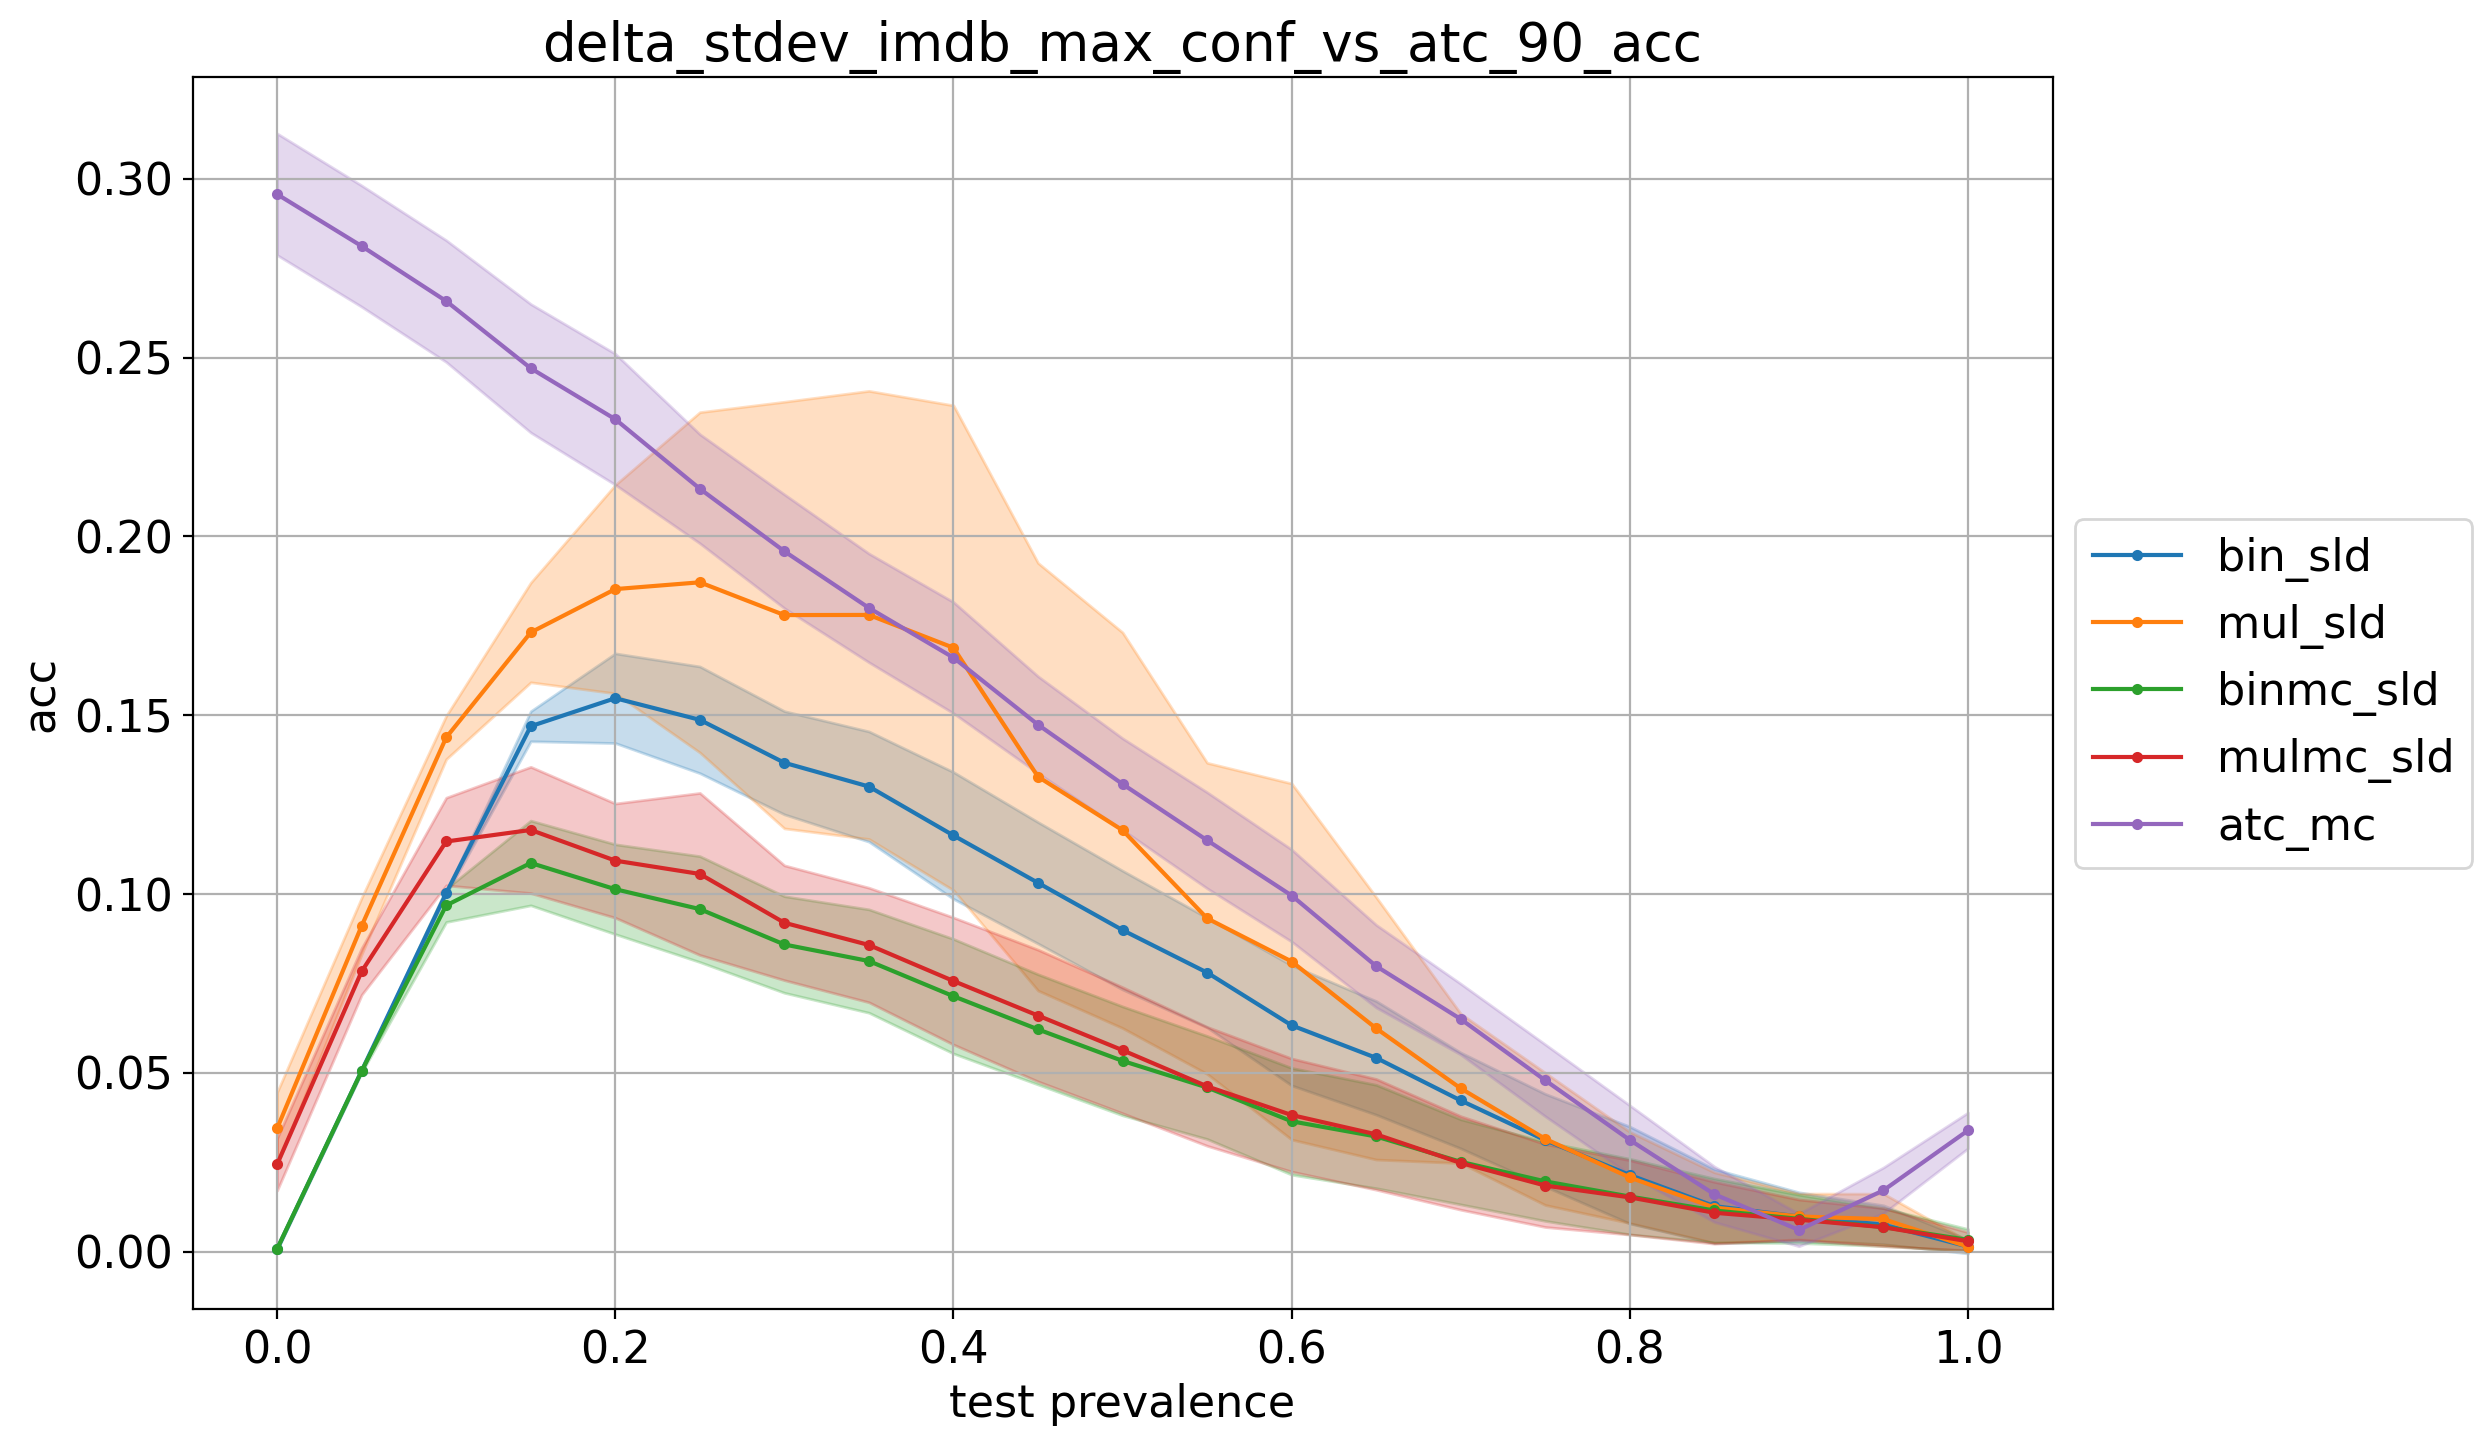 delta_stdev_imdb_max_conf_vs_atc_90_acc
0.30
0.25
0.20
0.15
0.10
0.05
0.00
acc
0.0 0.2 0.4 0.6 0.8 1.0
test prevalence
bin_sld
mul_sld
binmc_sld
mulmc_sld
atc_mc